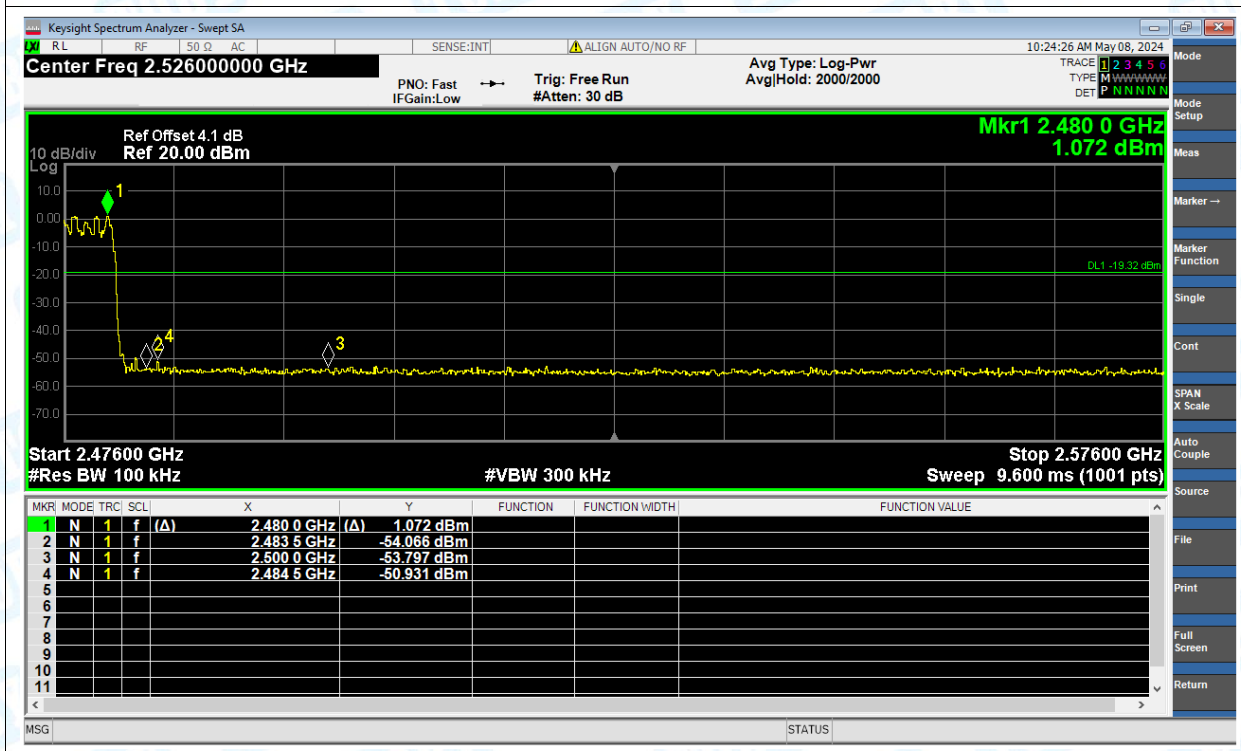 Keysight Spectrum Analyzer - Swept SA
LXI RL RF 50 Ω AC SENSE:INT ALIGN AUTO/NO RF 10:24:26 AM May 08, 2024
Center Freq 2.526000000 GHz
PNO: Fast
IFGain:Low
Trig: Free Run
#Atten: 30 dB
Avg Type: Log-Pwr
Avg|Hold: 2000/2000
TRACE 1 2 3 4 5 6
TYPE M WWWWW
DET P N N N N N
Mkr1 2.480 0 GHz
1.072 dBm
Ref Offset 4.1 dB
10 dB/div Ref 20.00 dBm
Log
10.0
0.00
-10.0
-20.0
-30.0
-40.0
-50.0
-60.0
-70.0
1
2
4
3
DL1 -19.32 dBm
Start 2.47600 GHz Stop 2.57600 GHz
#Res BW 100 kHz #VBW 300 kHz Sweep 9.600 ms (1001 pts)
MKR MODE TRC SCL X Y FUNCTION FUNCTION WIDTH FUNCTION VALUE
1 N 1 f (Δ) 2.480 0 GHz (Δ) 1.072 dBm
2 N 1 f 2.483 5 GHz -54.066 dBm
3 N 1 f 2.500 0 GHz -53.797 dBm
4 N 1 f 2.484 5 GHz -50.931 dBm
5
6
7
8
9
10
11
MSG STATUS
Mode
Mode
Setup
Meas
Marker →
Marker
Function
Single
Cont
SPAN
X Scale
Auto
Couple
Source
File
Print
Full
Screen
Return